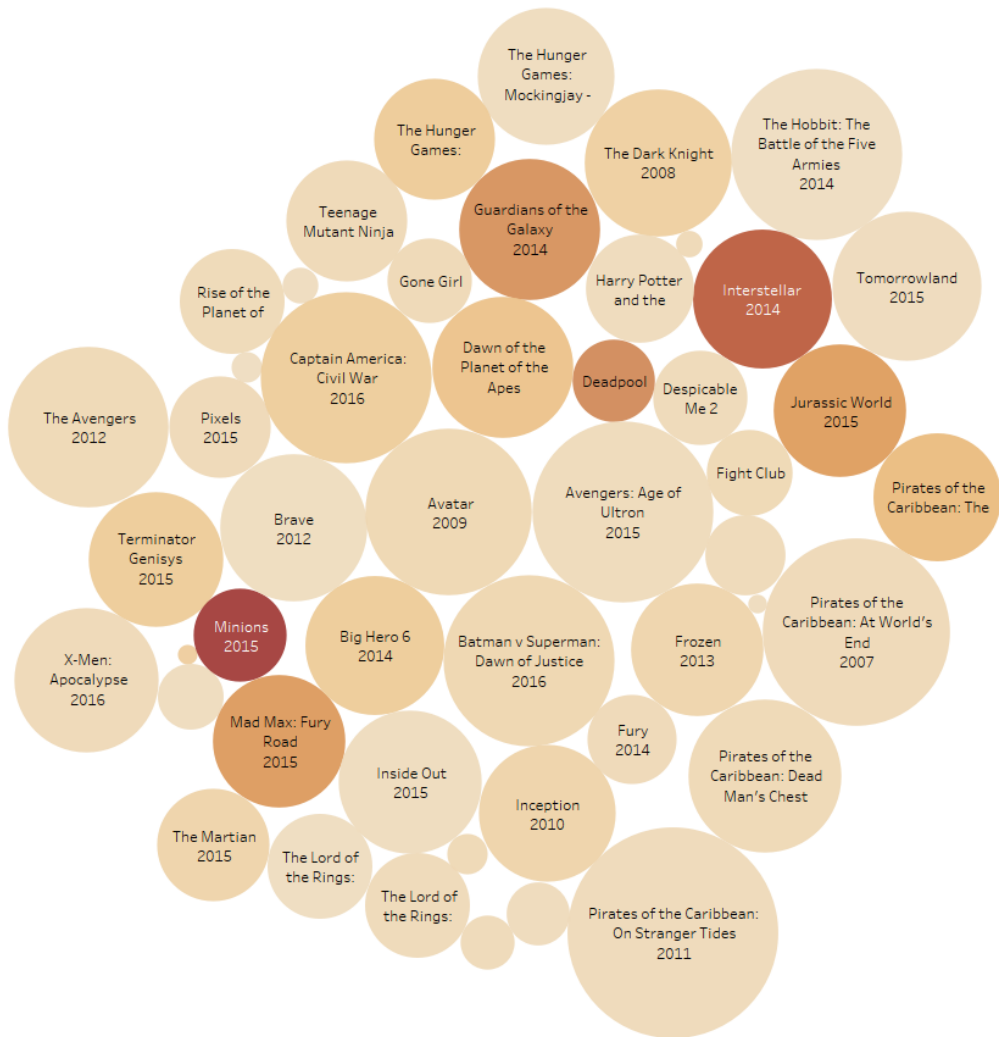 The Hunger
Games:
Mockingjay -
The Hunger
Games:
The Dark Knight
2008
The Hobbit: The
Battle of the Five
Armies
2014
Teenage
Mutant Ninja
Guardians of the
Galaxy
2014
Gone Girl
Harry Potter
and the
Interstellar
2014
Tomorrowland
2015
Rise of the
Planet of
Captain America:
Civil War
2016
Dawn of the
Planet of the
Apes
Deadpool
Despicable
Me 2
Jurassic World
2015
The Avengers
2012
Pixels
2015
Fight Club
Pirates of the
Caribbean: The
Brave
2012
Avatar
2009
Avengers: Age of
Ultron
2015
Terminator
Genisys
2015
Minions
2015
Big Hero 6
2014
Batman v Superman:
Dawn of Justice
2016
Frozen
2013
Pirates of the
Caribbean: At World's
End
2007
X-Men:
Apocalypse
2016
Mad Max: Fury
Road
2015
Inside Out
2015
Fury
2014
Pirates of the
Caribbean: Dead
Man's Chest
Inception
2010
The Martian
2015
The Lord of
the Rings:
The Lord of
the Rings:
Pirates of the Caribbean:
On Stranger Tides
2011